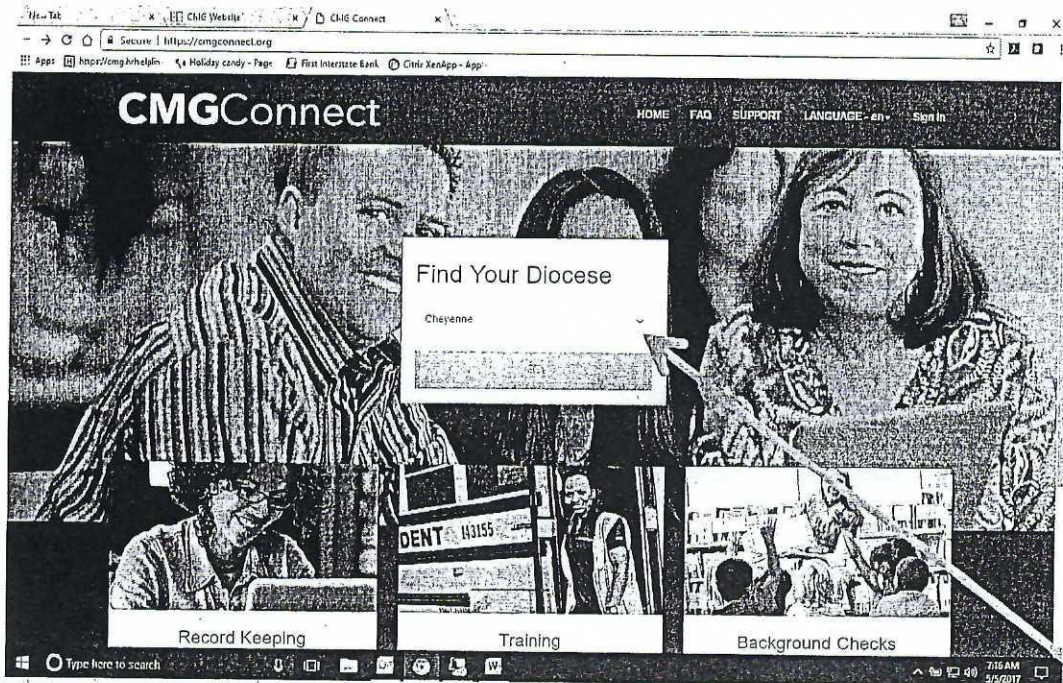 New Tab
CMG Website
CMG Connect
Secure | https://cmgconnect.org
Apps
Holiday candy - Page
First Interstate Bank
Citrix XenApp - App
CMGConnect
HOME FAQ SUPPORT LANGUAGE - en Sign In
Find Your Diocese
Cheyenne
DENT 143155
Record Keeping
Training
Background Checks
Type here to search
7:16 AM
5/5/2017